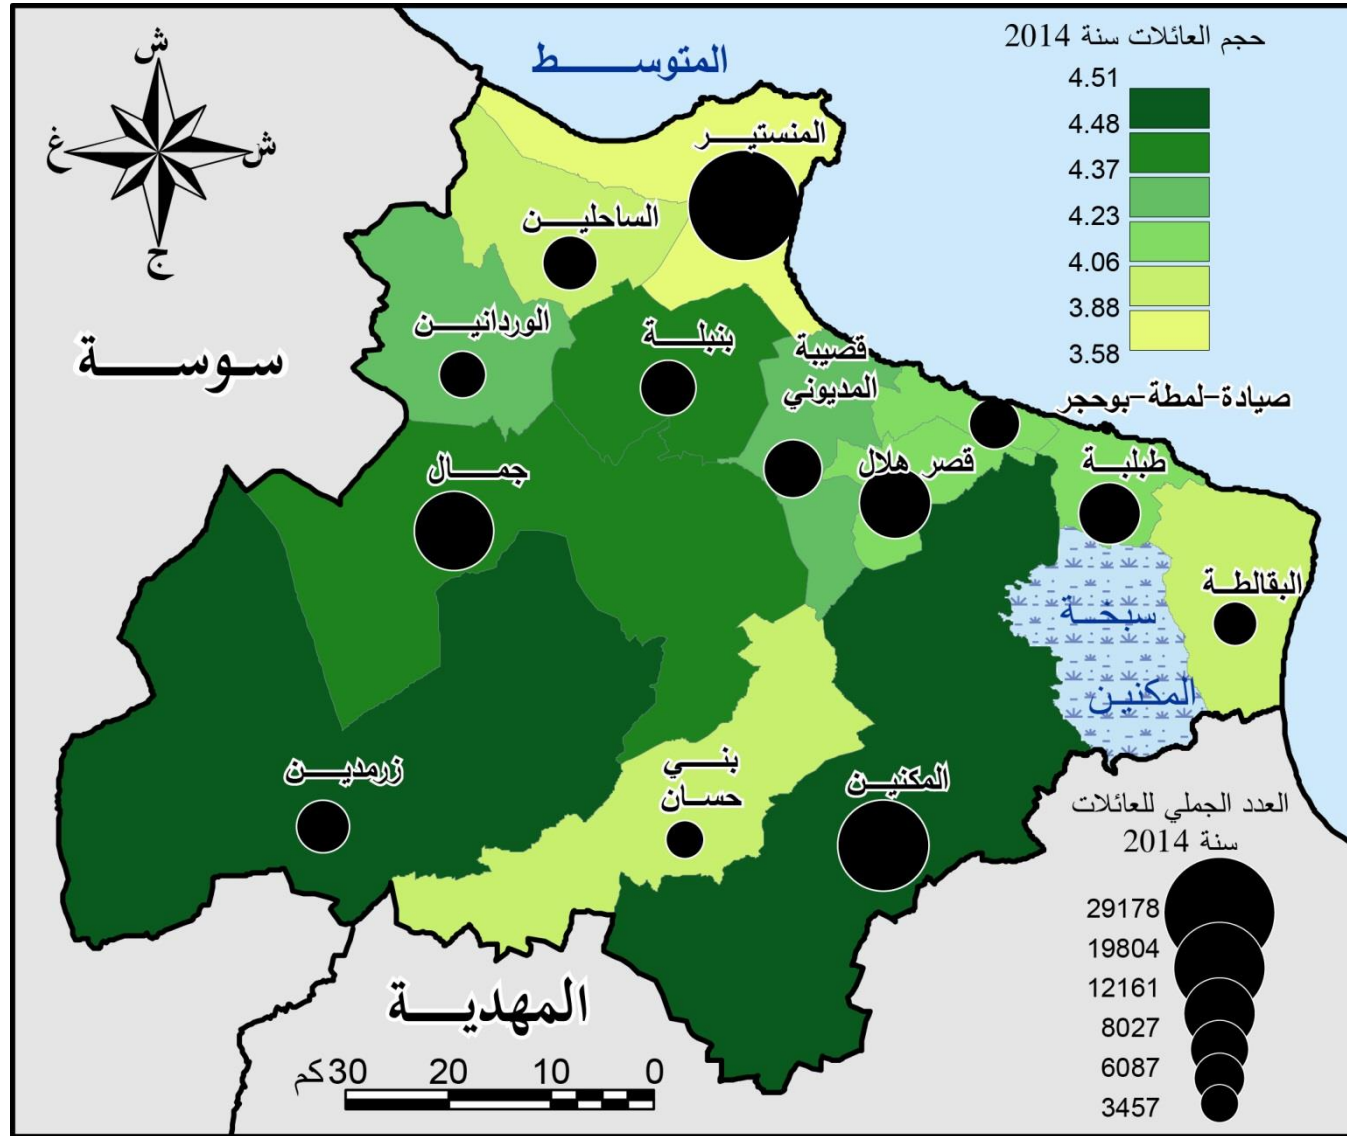 حجم العائلات سنة 2014
4.51
4.48
4.37
4.23
4.06
3.88
3.58
ش
غ
ش
ج
المتوسط
المنستير
الساحلين
الوردانين
بنبلة
قصيبة
المديوني
صيادة-لمطة-بوحجر
سوسة
جمال
قصر هلال
طبلبة
البقالطة
سبخة
المكنين
زرمدين
بني
حسان
المكنين
المهدية
العدد الجملي للعائلات
سنة 2014
29178
19804
12161
8027
6087
3457
0 10 20 30 كم